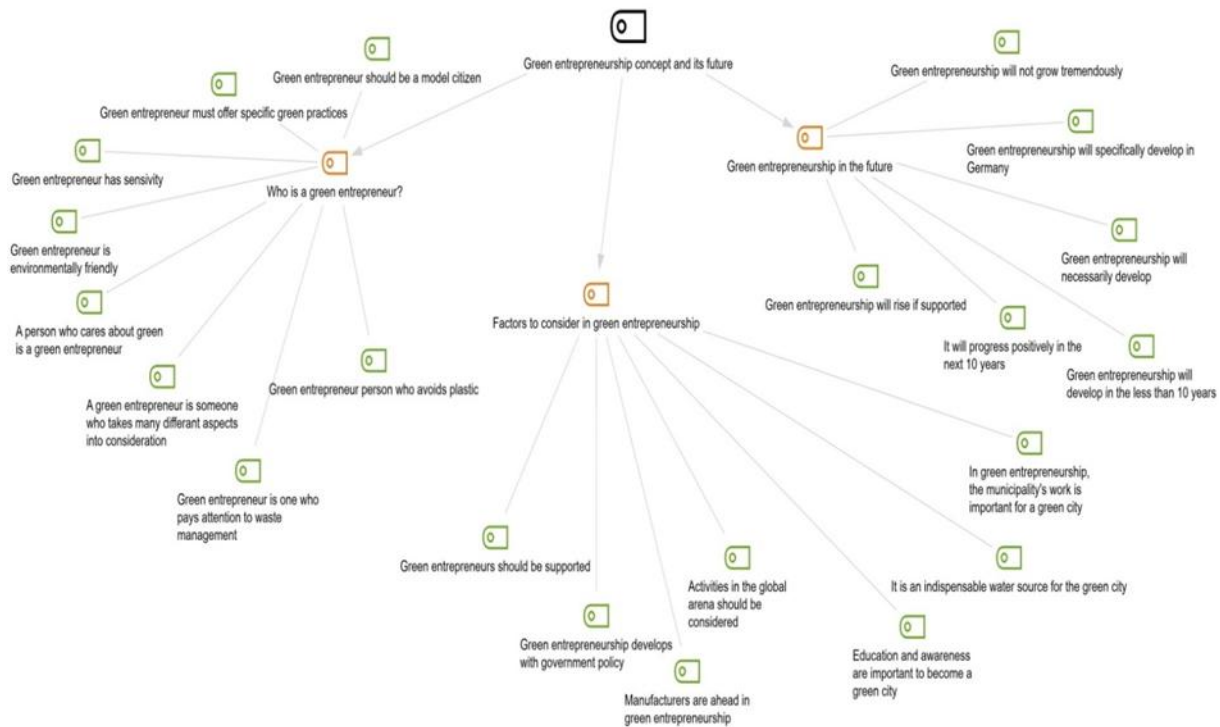 Green entrepreneurship concept and its future
Green entrepreneur should be a model citizen
Green entrepreneur must offer specific green practices
Green entrepreneur has sensivity
Who is a green entrepreneur?
Green entrepreneur is
environmentally friendly
A person who cares about green
is a green entrepreneur
A green entrepreneur is someone
who takes many differant aspects
into consideration
Green entrepreneur person who avoids plastic
Green entrepreneur is one who
pays attention to waste
management
Green entrepreneurship will not grow tremendously
Green entrepreneurship in the future
Green entrepreneurship will specifically develop in
Germany
Green entrepreneurship will
necessarily develop
Green entrepreneurship will rise if supported
It will progress positively in the
next 10 years
Green entrepreneurship will
develop in the less than 10 years
Factors to consider in green entrepreneurship
In green entrepreneurship,
the municipality's work is
important for a green city
Green entrepreneurs should be supported
Activities in the global
arena should be
considered
It is an indispensable water source for the green city
Green entrepreneurship develops
with government policy
Education and awareness
are important to become a
green city
Manufacturers are ahead in
green entrepreneurship